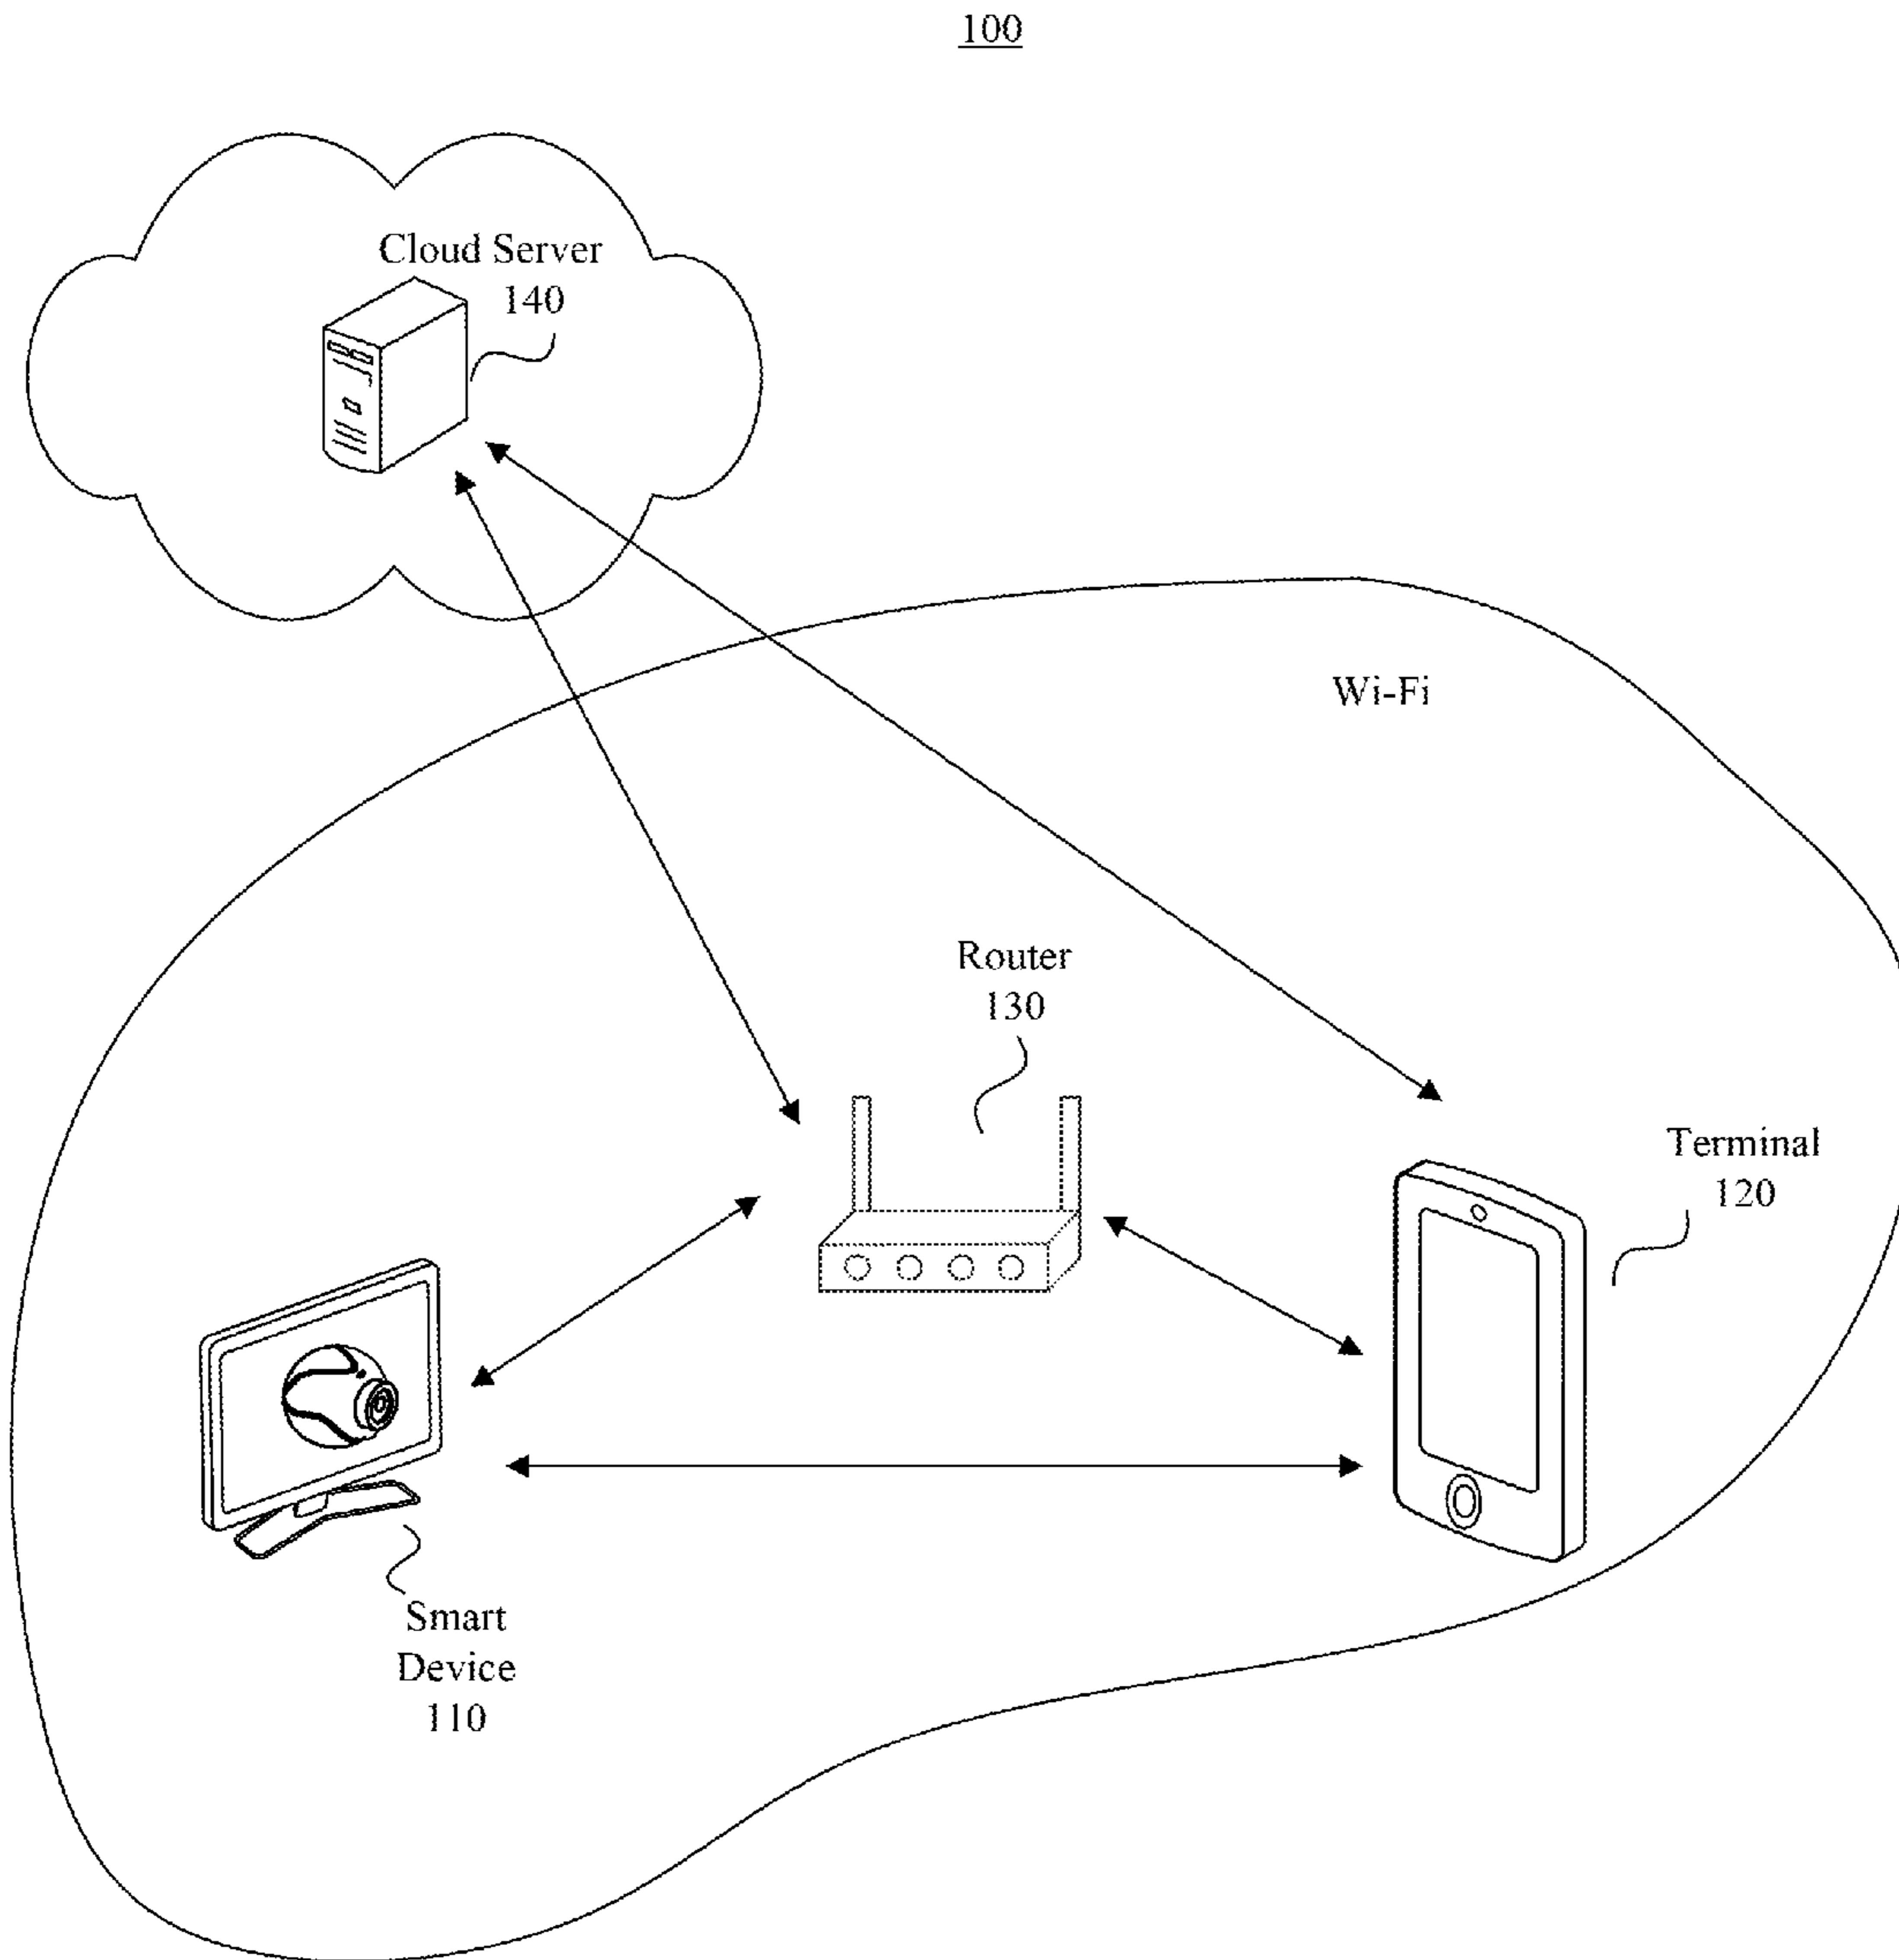 100
Cloud Server
140
Wi-Fi
Router
130
Terminal
120
Smart
Device
110